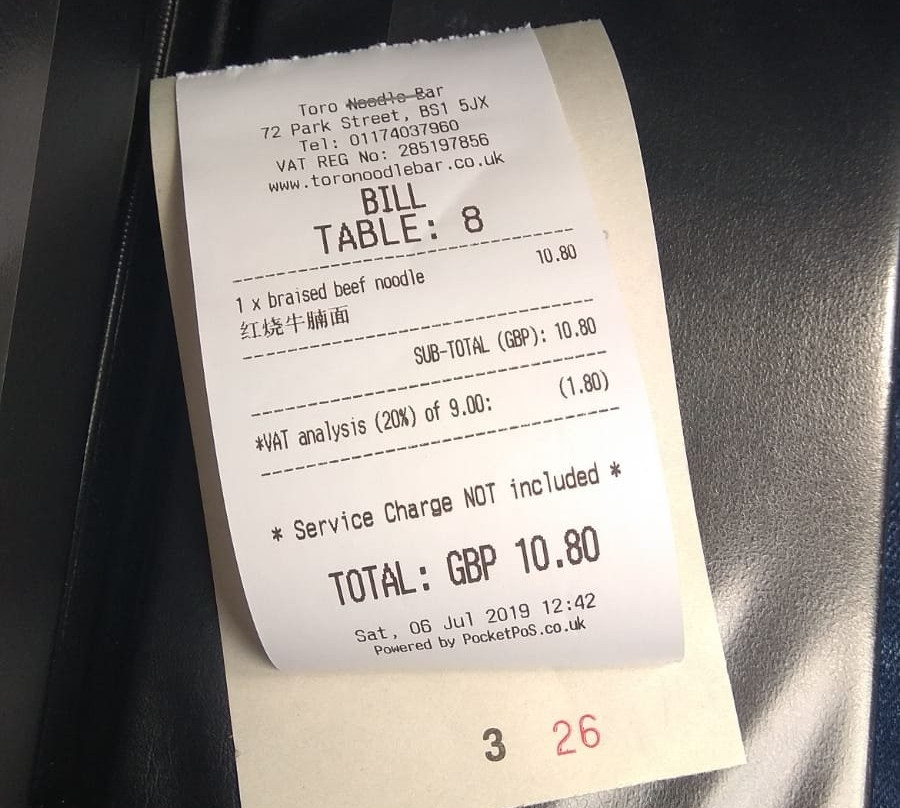 Toro Noodle Bar
72 Park Street, BS1 5JX
Tel: 01174037960
VAT REG No: 285197856
www.toronoodlebar.co.uk
BILL
TABLE: 8
1 x braised beef noodle 10.80
红烧牛腩面
SUB-TOTAL (GBP): 10.80
*VAT analysis (20%) of 9.00: (1.80)
* Service Charge NOT included *
TOTAL: GBP 10.80
Sat, 06 Jul 2019 12:42
Powered by PocketPoS.co.uk
3 26